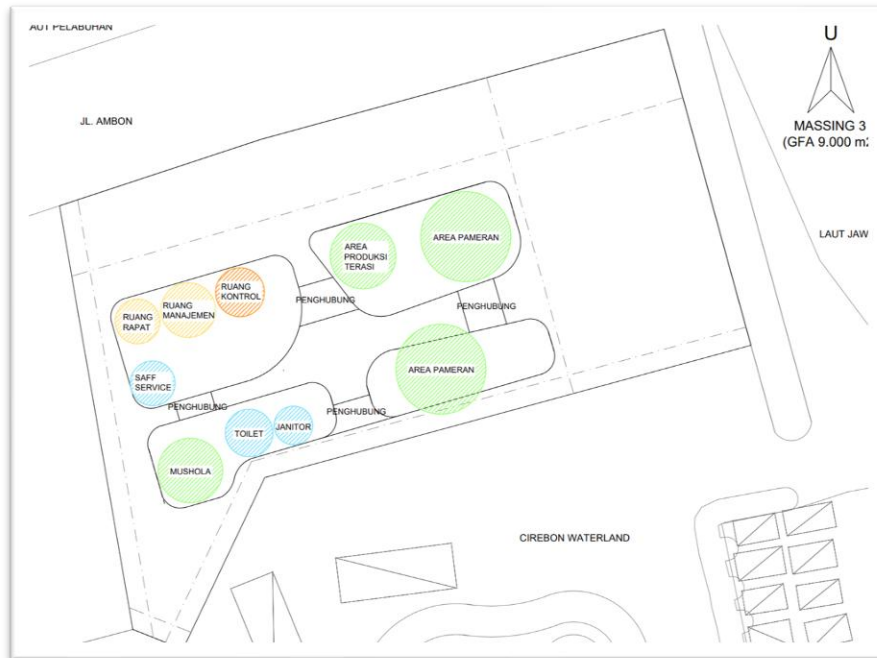 AUT PELABUHAN
U
JL. AMBON
MASSING 3
(GFA 9.000 m²
LAUT JAW
AREA
PRODUKSI
TERASI
AREA PAMERAN
RUANG
KONTROL
PENGHUBUNG
PENGHUBUNG
RUANG
MANAJEMEN
RUANG
RAPAT
AREA PAMERAN
SAFF
SERVICE
PENGHUBUNG
PENGHUBUNG
TOILET
JANITOR
MUSHOLA
CIREBON WATERLAND